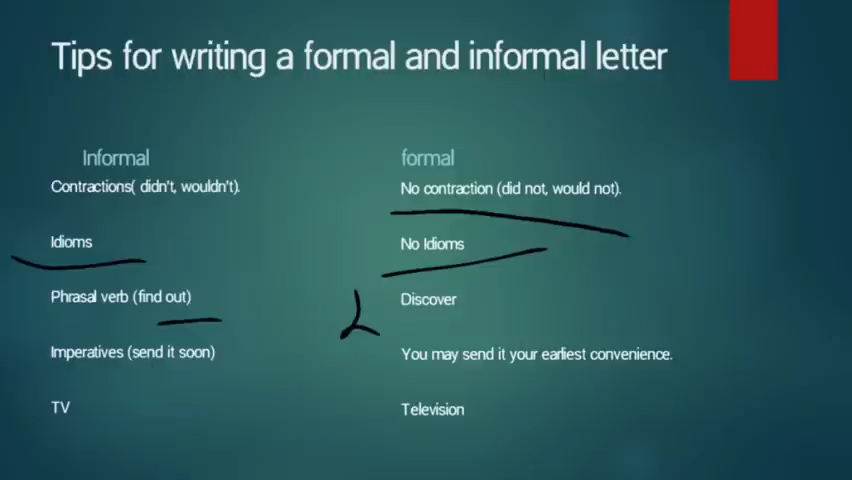 Tips for writing a formal and informal letter
Informal
formal
Contractions( didn't, wouldn't).
No contraction (did not, would not).
Idioms
No Idioms
Phrasal verb (find out)
Discover
Imperatives (send it soon)
You may send it your earliest convenience.
TV
Television